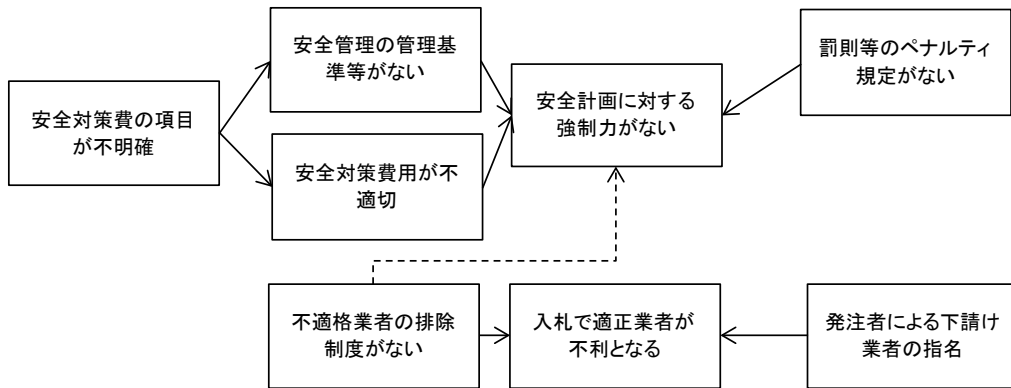 安全管理の管理基
準等がない
罰則等のペナルティ
規定がない
安全対策費の項目
が不明確
安全計画に対する
強制力がない
安全対策費用が不
適切
不適格業者の排除
制度がない
入札で適正業者が
不利となる
発注者による下請け
業者の指名